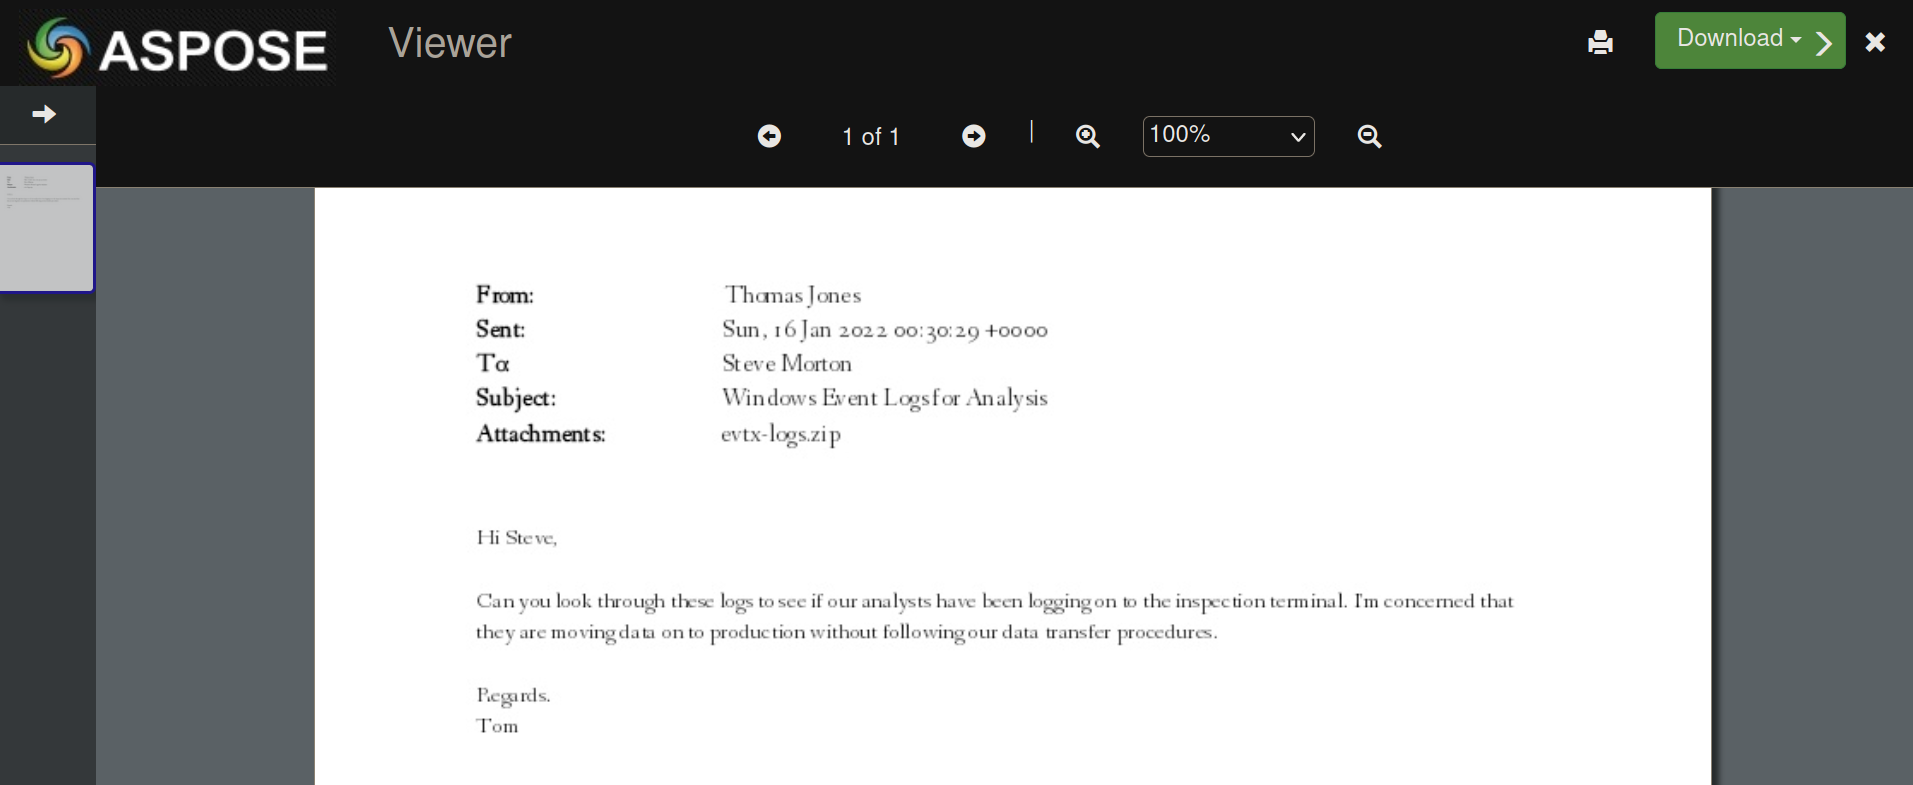 ASPOSE Viewer
Download
1 of 1 | 100%
From: Thomas Jones
Sent: Sun, 16 Jan 2022 00:30:29 +0000
To: Steve Morton
Subject: Windows Event Logs for Analysis
Attachments: evtx-logs.zip
Hi Steve,
Can you look through these logs to see if our analysts have been logging on to the inspection terminal. I'm concerned that
they are moving data on to production without following our data transfer procedures.
Regards.
Tom